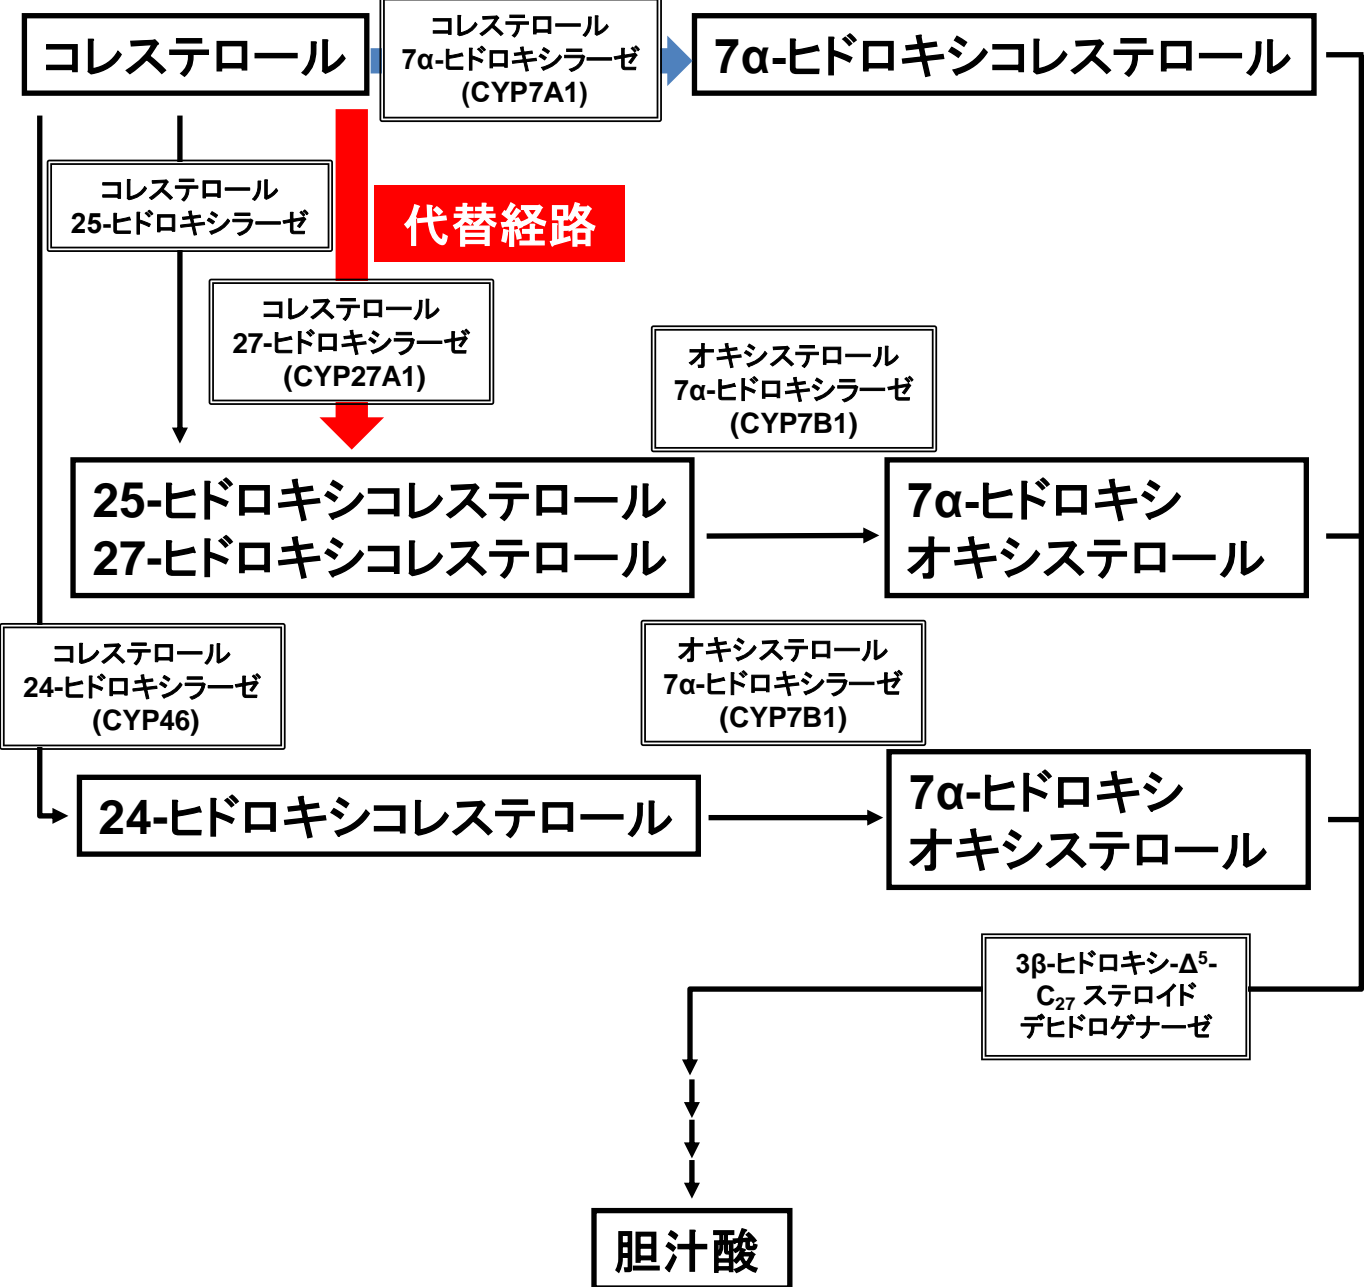 コレステロール
コレステロール
7α-ヒドロキシラーゼ
(CYP7A1)
7α-ヒドロキシコレステロール
コレステロール
25-ヒドロキシラーゼ
代替経路
コレステロール
27-ヒドロキシラーゼ
(CYP27A1)
オキシステロール
7α-ヒドロキシラーゼ
(CYP7B1)
25-ヒドロキシコレステロール
27-ヒドロキシコレステロール
7α-ヒドロキシ
オキシステロール
コレステロール
24-ヒドロキシラーゼ
(CYP46)
オキシステロール
7α-ヒドロキシラーゼ
(CYP7B1)
24-ヒドロキシコレステロール
7α-ヒドロキシ
オキシステロール
3β-ヒドロキシ-Δ⁵-
C₂₇ ステロイド
デヒドロゲナーゼ
胆汁酸